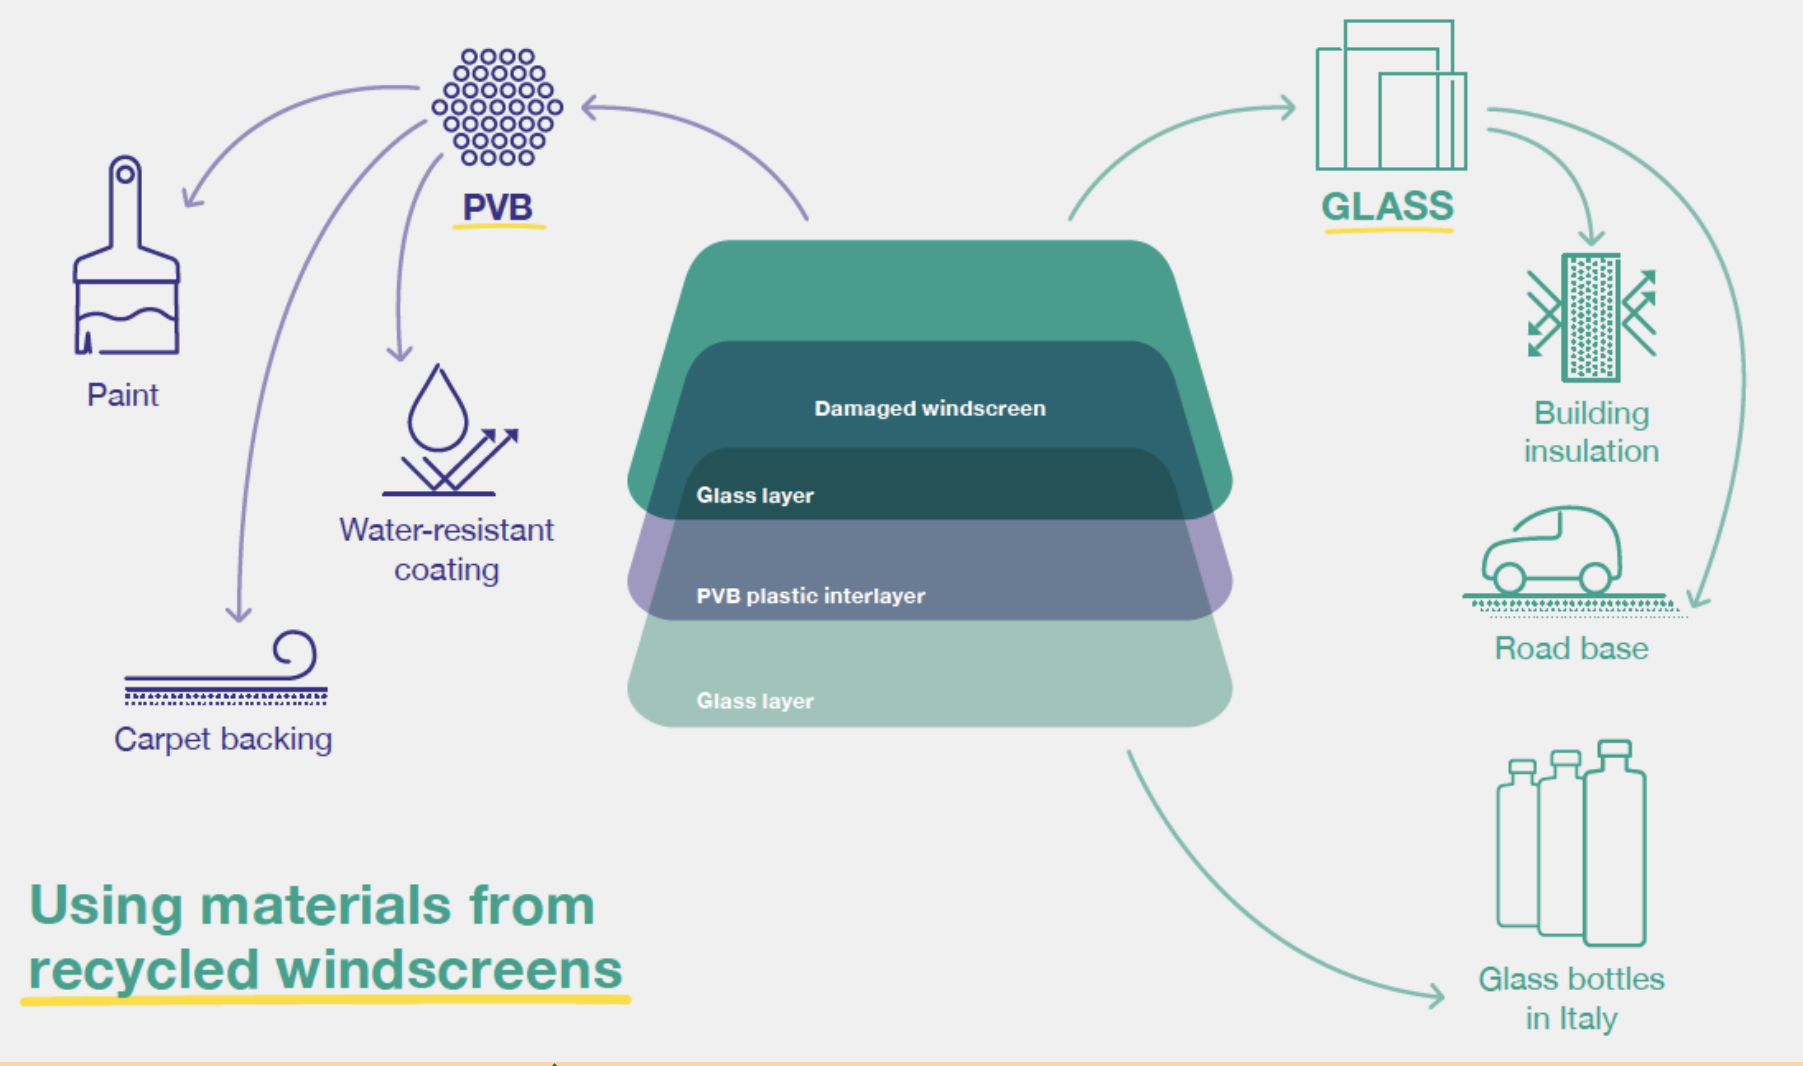 PVB
GLASS
Paint
Water-resistant
coating
Carpet backing
Damaged windscreen
Glass layer
PVB plastic interlayer
Glass layer
Building
insulation
Road base
Glass bottles
in Italy
Using materials from
recycled windscreens